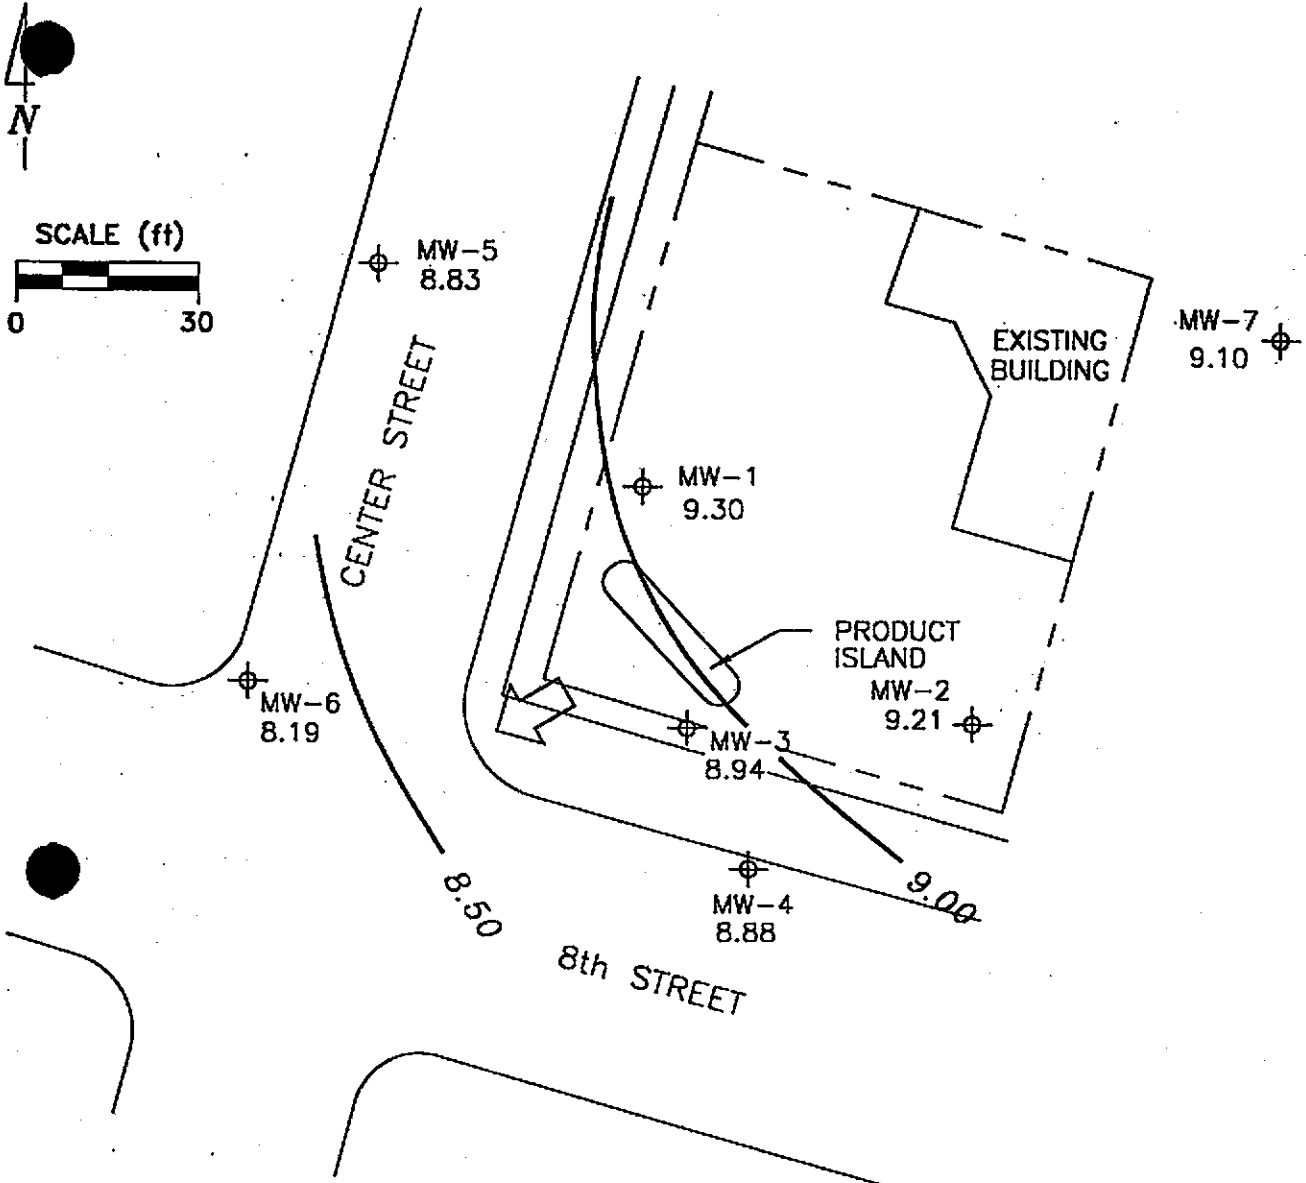 N
SCALE (ft)
0 30
MW-5
8.83
CENTER STREET
MW-7
9.10
EXISTING
BUILDING
MW-1
9.30
PRODUCT
ISLAND
MW-2
9.21
MW-6
8.19
MW-3
8.94
MW-4
8.88
9.00
8.50
8th STREET